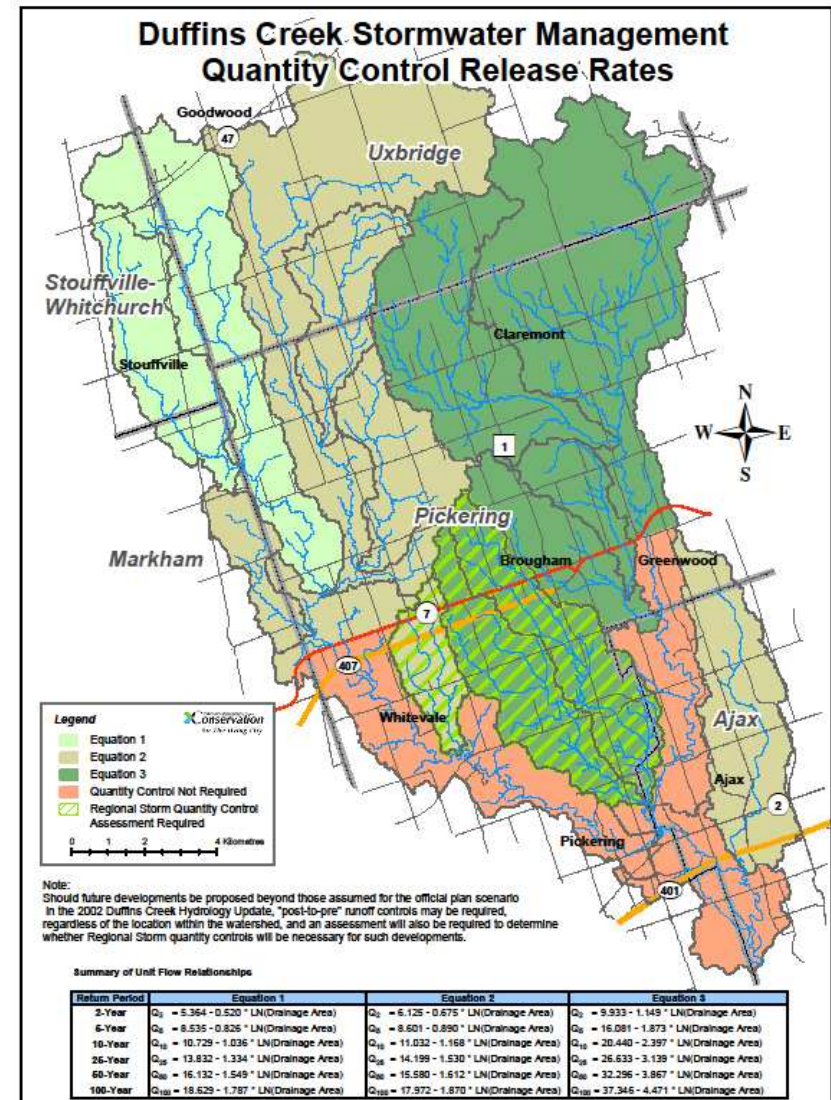 Duffins Creek Stormwater Management
Quantity Control Release Rates
Goodwood
47
Uxbridge
Stouffville-
Whitchurch
Stouffville
Claremont
N
W E
S
1
Pickering
Markham
Brougham
Greenwood
7
407
Whitevale
Ajax
Ajax
2
Pickering
401
Legend
Conservation
for The Living City
Equation 1
Equation 2
Equation 3
Quantity Control Not Required
Regional Storm Quantity Control
Assessment Required
0 1 2 4 Kilometres
Note:
Should future developments be proposed beyond those assumed for the official plan scenario
in the 2002 Duffins Creek Hydrology Update, "post-to-pre" runoff controls may be required,
regardless of the location within the watershed, and an assessment will also be required to determine
whether Regional Storm quantity controls will be necessary for such developments.
Summary of Unit Flow Relationships
Return Period Equation 1 Equation 2 Equation 3
2-Year Q2 = 5.364 - 0.520 * LN(Drainage Area) Q2 = 6.125 - 0.675 * LN(Drainage Area) Q2 = 9.933 - 1.149 * LN(Drainage Area)
5-Year Q5 = 8.535 - 0.826 * LN(Drainage Area) Q5 = 8.601 - 0.890 * LN(Drainage Area) Q5 = 16.081 - 1.873 * LN(Drainage Area)
10-Year Q10 = 10.729 - 1.036 * LN(Drainage Area) Q10 = 11.032 - 1.168 * LN(Drainage Area) Q10 = 20.440 - 2.397 * LN(Drainage Area)
25-Year Q25 = 13.832 - 1.334 * LN(Drainage Area) Q25 = 14.199 - 1.530 * LN(Drainage Area) Q25 = 26.633 - 3.139 * LN(Drainage Area)
50-Year Q50 = 16.132 - 1.549 * LN(Drainage Area) Q50 = 15.580 - 1.612 * LN(Drainage Area) Q50 = 32.296 - 3.867 * LN(Drainage Area)
100-Year Q100 = 18.629 - 1.787 * LN(Drainage Area) Q100 = 17.972 - 1.870 * LN(Drainage Area) Q100 = 37.346 - 4.471 * LN(Drainage Area)